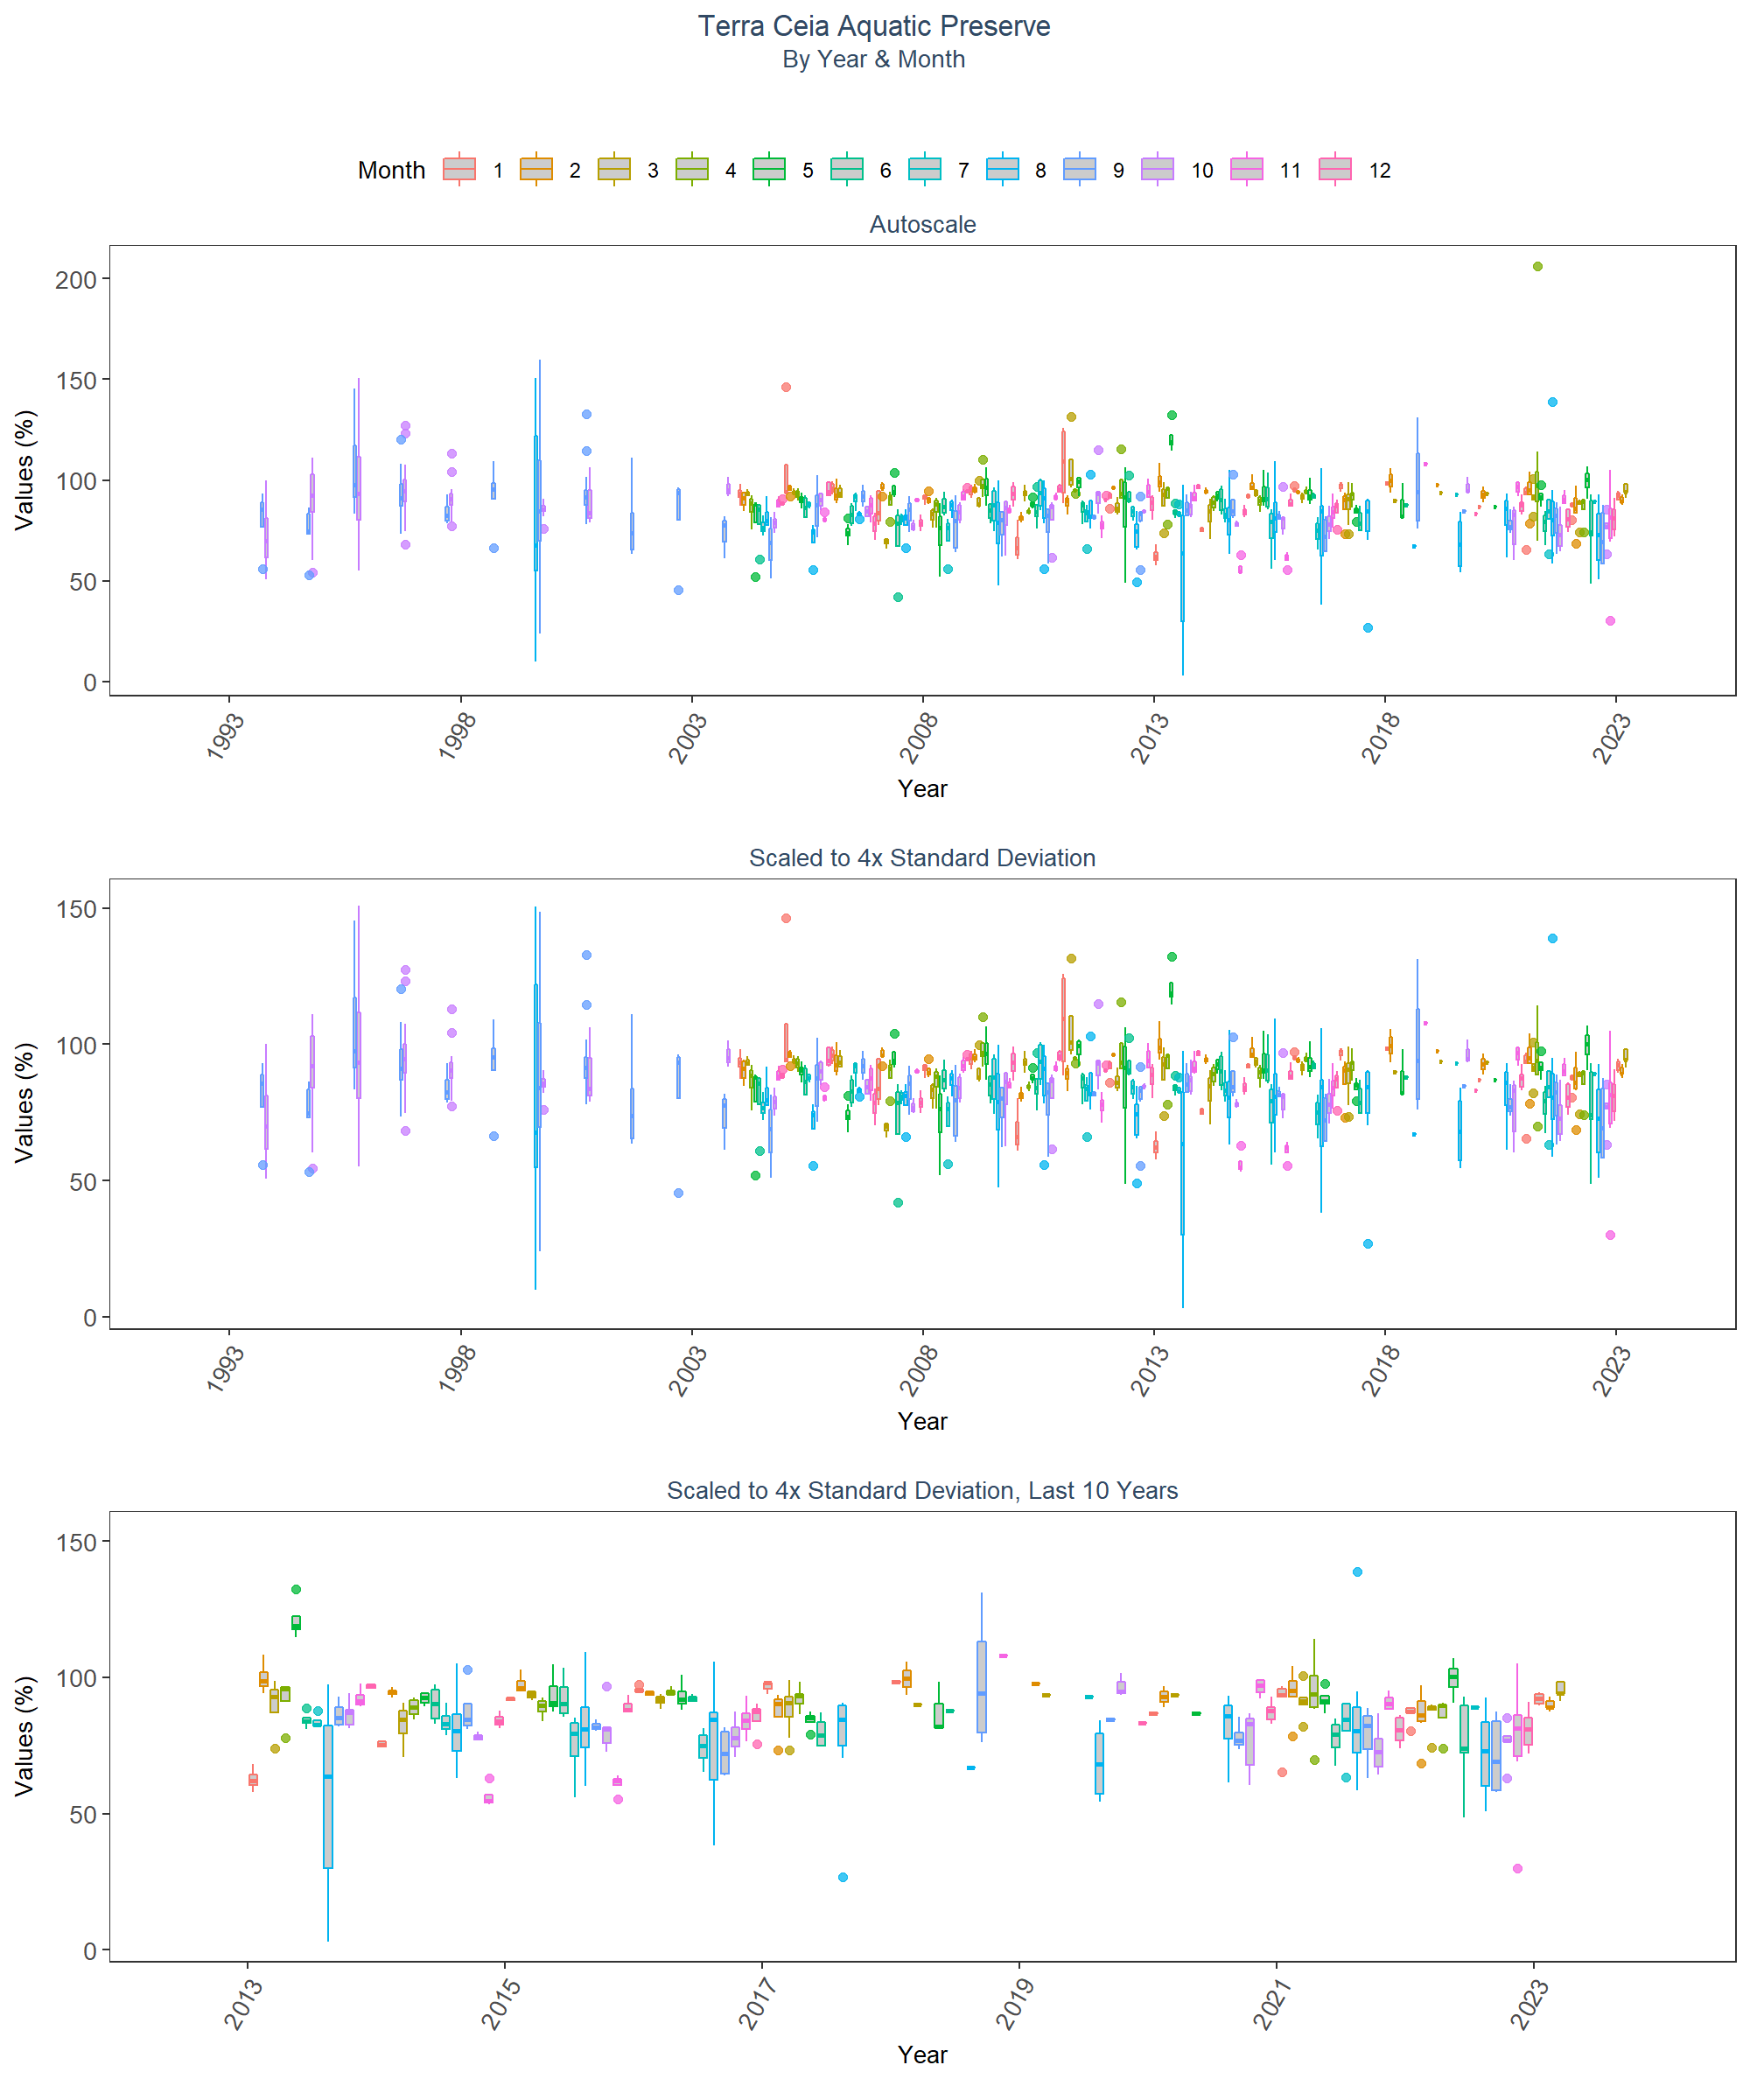 Terra Ceia Aquatic Preserve
By Year & Month
Month 1 2 3 4 5 6 7 8 9 10 11 12
Autoscale
Values (%)
200
150
100
50
0
1993 1998 2003 2008 2013 2018 2023
Year
Scaled to 4x Standard Deviation
Values (%)
150
100
50
0
1993 1998 2003 2008 2013 2018 2023
Year
Scaled to 4x Standard Deviation, Last 10 Years
Values (%)
150
100
50
0
2013 2015 2017 2019 2021 2023
Year